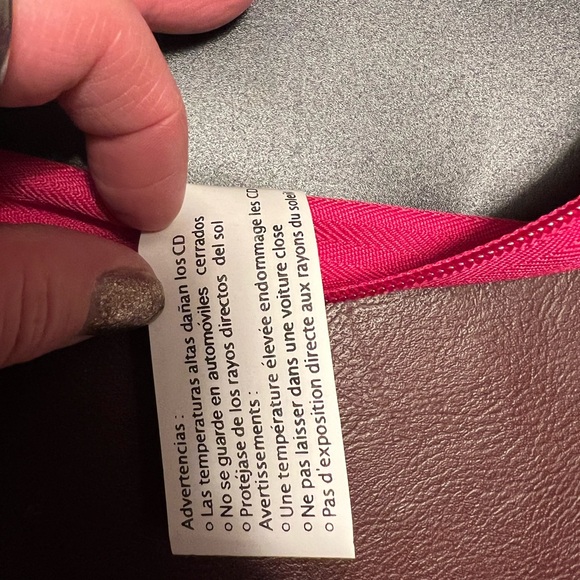 Advertencias :
o Las temperaturas altas dañan los CD
o No se guarde en automóviles cerrados
o Protéjase de los rayos directos del sol
Avertissements :
o Une température élevée endommage les CD
o Ne pas laisser dans une voiture close
o Pas d'exposition directe aux rayons du soleil